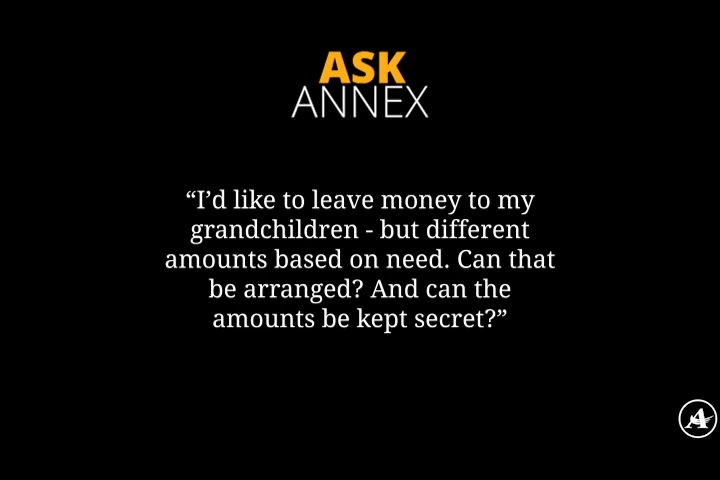 ASK
ANNEX
“I’d like to leave money to my
grandchildren - but different
amounts based on need. Can that
be arranged? And can the
amounts be kept secret?”
A